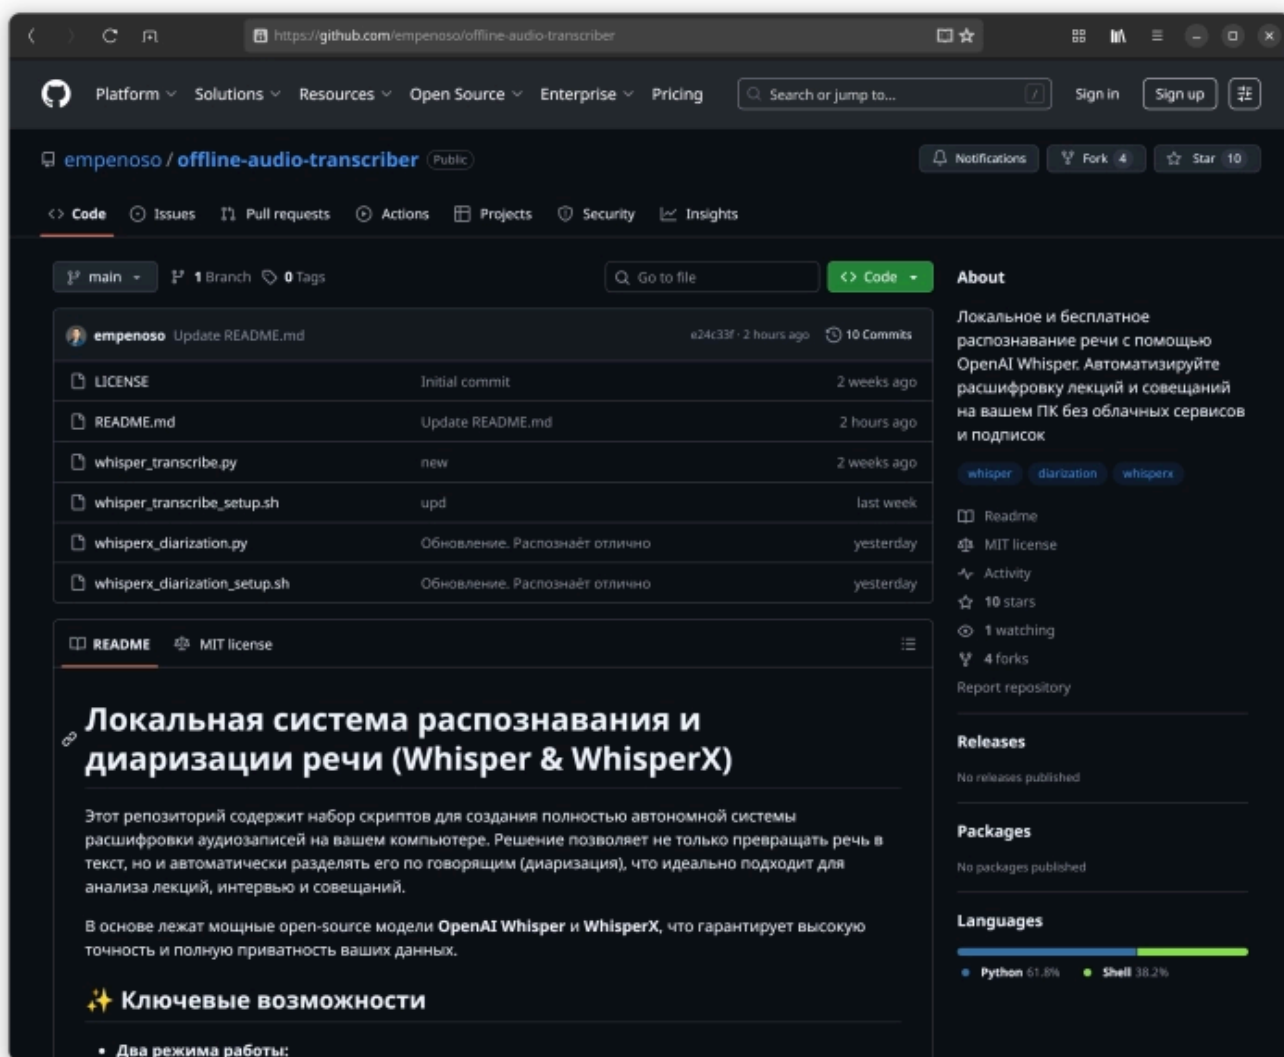 https://github.com/empenoso/offline-audio-transcriber
Platform Solutions Resources Open Source Enterprise Pricing Search or jump to... / Sign in Sign up
empenoso / offline-audio-transcriber Public Notifications Fork 4 Star 10
Code Issues Pull requests Actions Projects Security Insights
main 1 Branch 0 Tags Go to file Code
empenoso Update README.md e24c33f · 2 hours ago 10 Commits
LICENSE Initial commit 2 weeks ago
README.md Update README.md 2 hours ago
whisper_transcribe.py new 2 weeks ago
whisper_transcribe_setup.sh upd last week
whisperx_diarization.py Обновление. Распознаёт отлично yesterday
whisperx_diarization_setup.sh Обновление. Распознаёт отлично yesterday
README MIT license
Локальная система распознавания и
диаризации речи (Whisper & WhisperX)
Этот репозиторий содержит набор скриптов для создания полностью автономной системы
расшифровки аудиозаписей на вашем компьютере. Решение позволяет не только превращать речь в
текст, но и автоматически разделять его по говорящим (диаризация), что идеально подходит для
анализа лекций, интервью и совещаний.
В основе лежат мощные open-source модели OpenAI Whisper и WhisperX, что гарантирует высокую
точность и полную приватность ваших данных.
✨ Ключевые возможности
• Два режима работы:
About
Локальное и бесплатное
распознавание речи с помощью
OpenAI Whisper. Автоматизируйте
расшифровку лекций и совещаний
на вашем ПК без облачных сервисов
и подписок
whisper diarization whisperx
Readme
MIT license
Activity
10 stars
1 watching
4 forks
Report repository
Releases
No releases published
Packages
No packages published
Languages
Python 61.8% Shell 38.2%